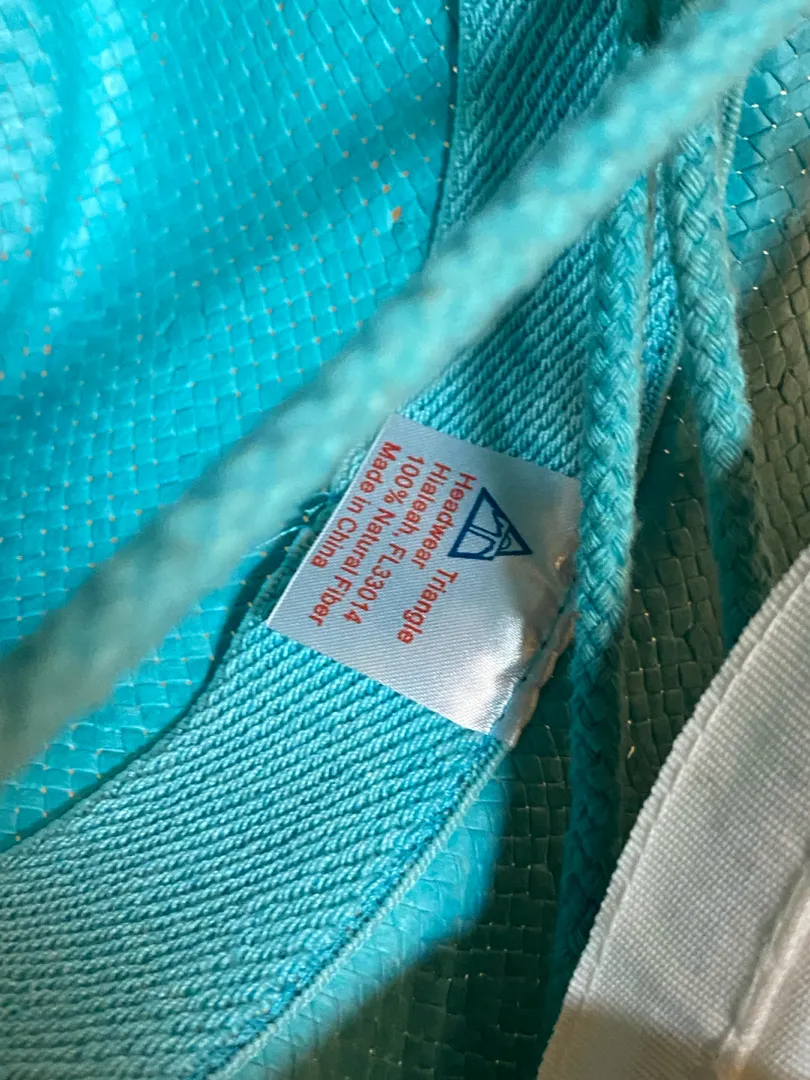 Headwear Triangle
Hialeah, FL33014
100% Natural Fiber
Made in China